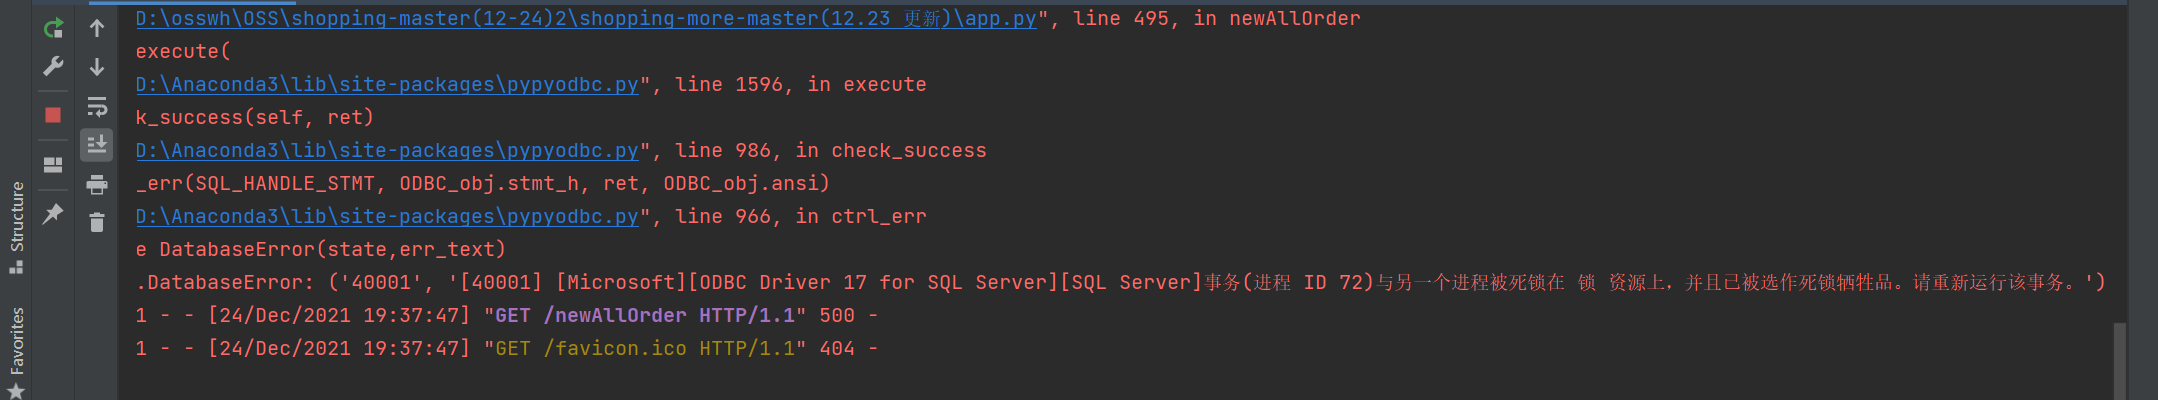 D:\osswh\OSS\shopping-master(12-24)2\shopping-more-master(12.23 更新)\app.py", line 495, in newAllOrder
execute(
D:\Anaconda3\lib\site-packages\pypyodbc.py", line 1596, in execute
k_success(self, ret)
D:\Anaconda3\lib\site-packages\pypyodbc.py", line 986, in check_success
_err(SQL_HANDLE_STMT, ODBC_obj.stmt_h, ret, ODBC_obj.ansi)
D:\Anaconda3\lib\site-packages\pypyodbc.py", line 966, in ctrl_err
e DatabaseError(state,err_text)
.DatabaseError: ('40001', '[40001] [Microsoft][ODBC Driver 17 for SQL Server][SQL Server]事务(进程 ID 72)与另一个进程被死锁在 锁 资源上，并且已被选作死锁牺牲品。请重新运行该事务。')
1 - - [24/Dec/2021 19:37:47] "GET /newAllOrder HTTP/1.1" 500 -
1 - - [24/Dec/2021 19:37:47] "GET /favicon.ico HTTP/1.1" 404 -
Structure
Favorites